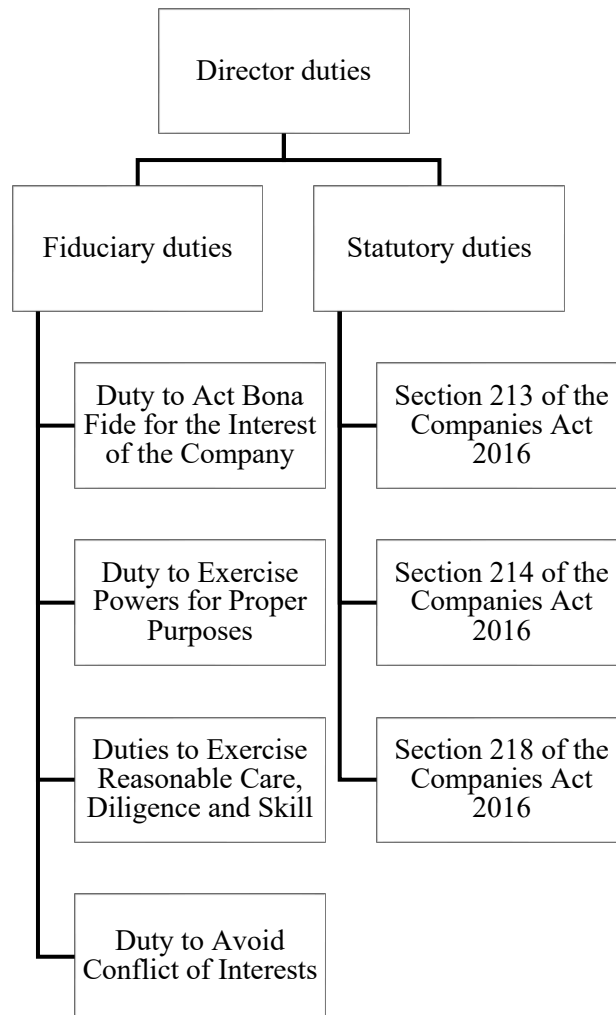 Director duties
Fiduciary duties
Statutory duties
Duty to Act Bona
Fide for the Interest
of the Company
Section 213 of the
Companies Act
2016
Duty to Exercise
Powers for Proper
Purposes
Section 214 of the
Companies Act
2016
Duties to Exercise
Reasonable Care,
Diligence and Skill
Section 218 of the
Companies Act
2016
Duty to Avoid
Conflict of Interests